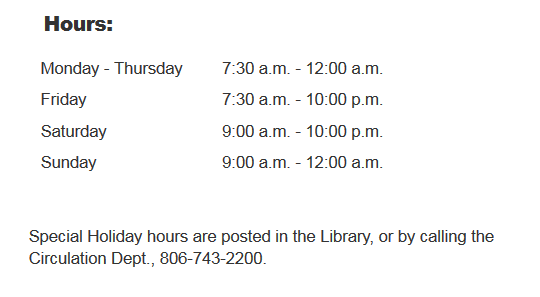 Hours:
Monday - Thursday 7:30 a.m. - 12:00 a.m.
Friday 7:30 a.m. - 10:00 p.m.
Saturday 9:00 a.m. - 10:00 p.m.
Sunday 9:00 a.m. - 12:00 a.m.
Special Holiday hours are posted in the Library, or by calling the
Circulation Dept., 806-743-2200.